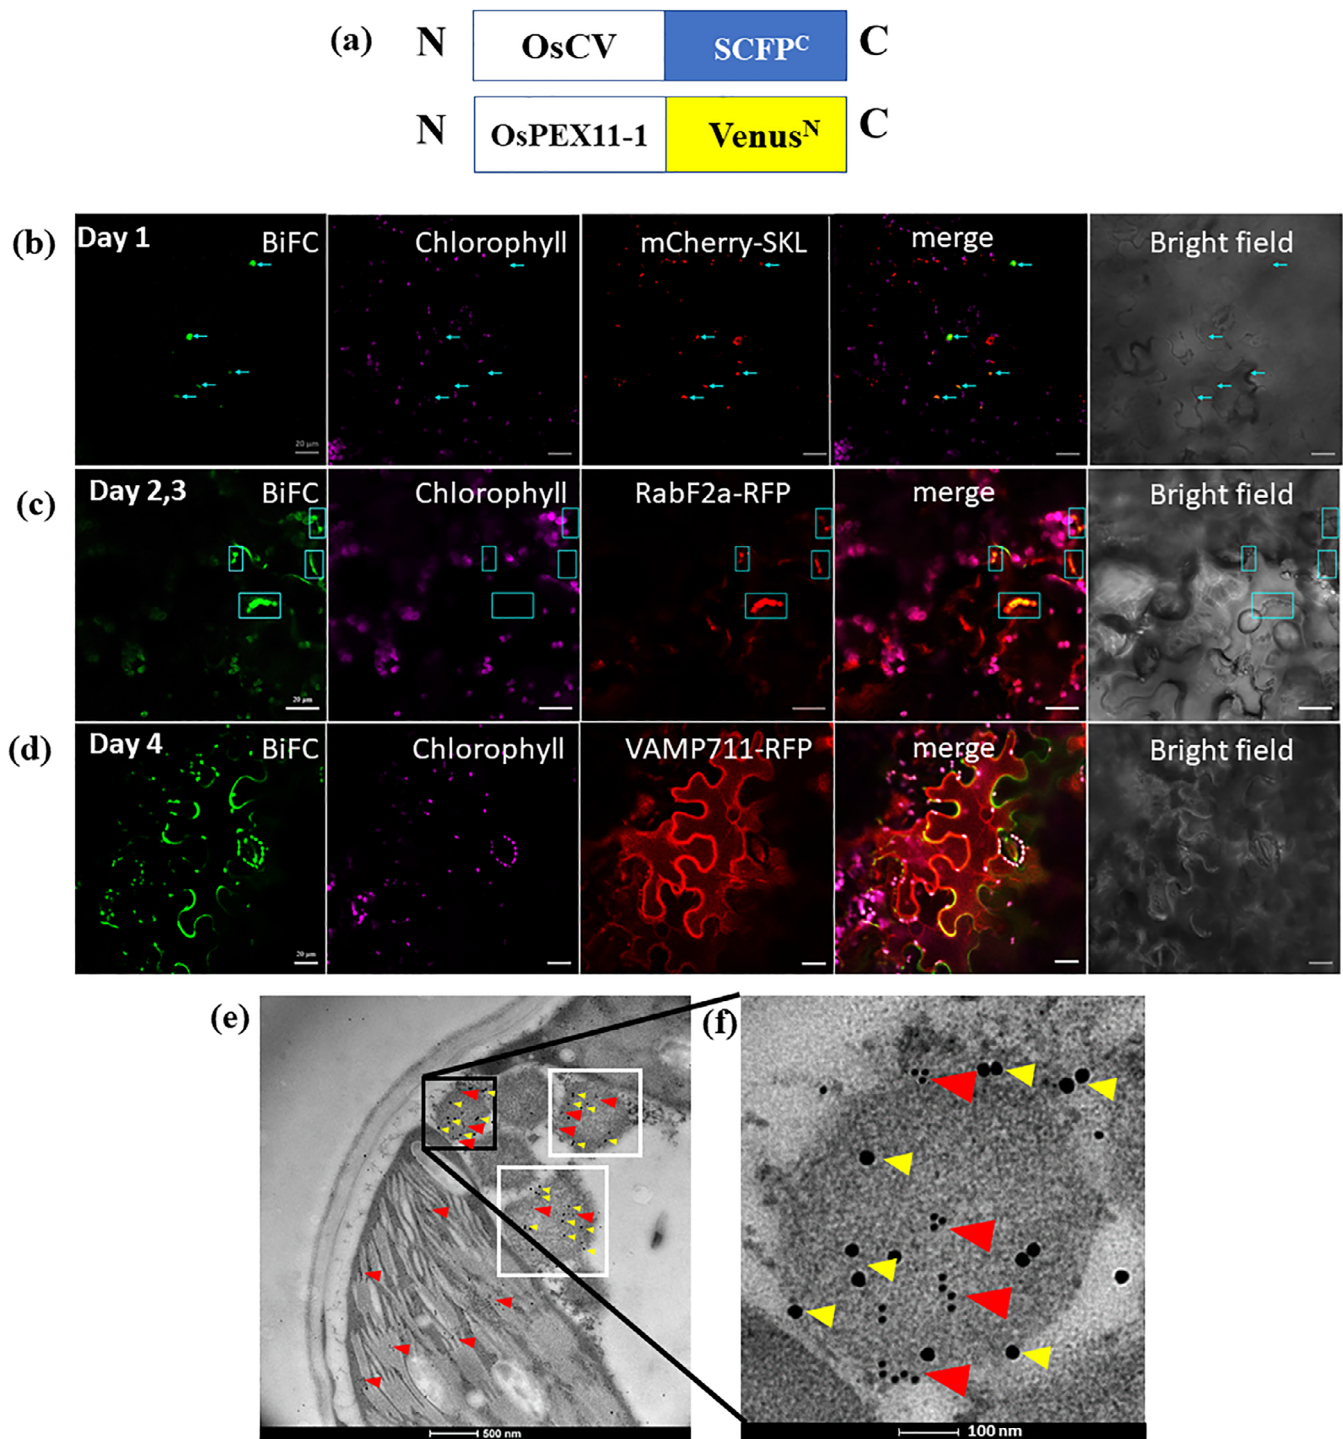 (a) N OsCV SCFPᶜ C
N OsPEX11-1 Venusᴺ C
(b) Day 1 BiFC Chlorophyll mCherry-SKL merge Bright field
20 µm
(c) Day 2,3 BiFC Chlorophyll RabF2a-RFP merge Bright field
20 µm
(d) Day 4 BiFC Chlorophyll VAMP711-RFP merge Bright field
20 µm
(e) (f)
500 nm 100 nm